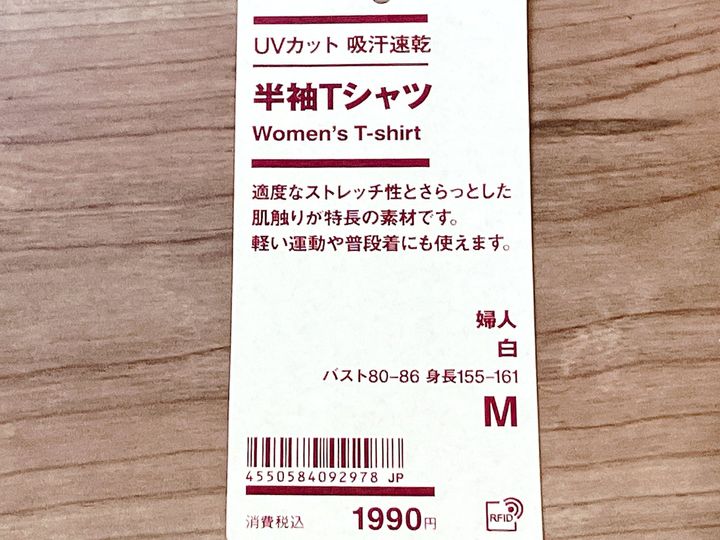 UVカット 吸汗速乾
半袖Tシャツ
Women's T-shirt
適度なストレッチ性とさらっとした
肌触りが特長の素材です。
軽い運動や普段着にも使えます。
婦人
白
バスト80-86 身長155-161
M
4550584092978 JP
消費税込 1990円
RFID